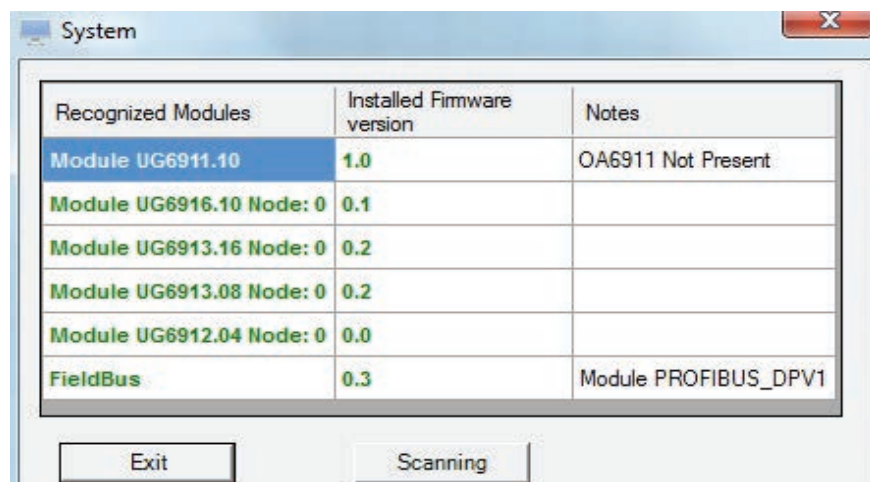 System
Recognized Modules Installed Firmware version Notes
Module UG6911.10 1.0 OA6911 Not Present
Module UG6916.10 Node: 0 0.1
Module UG6913.16 Node: 0 0.2
Module UG6913.08 Node: 0 0.2
Module UG6912.04 Node: 0 0.0
FieldBus 0.3 Module PROFIBUS_DPV1
Exit Scanning